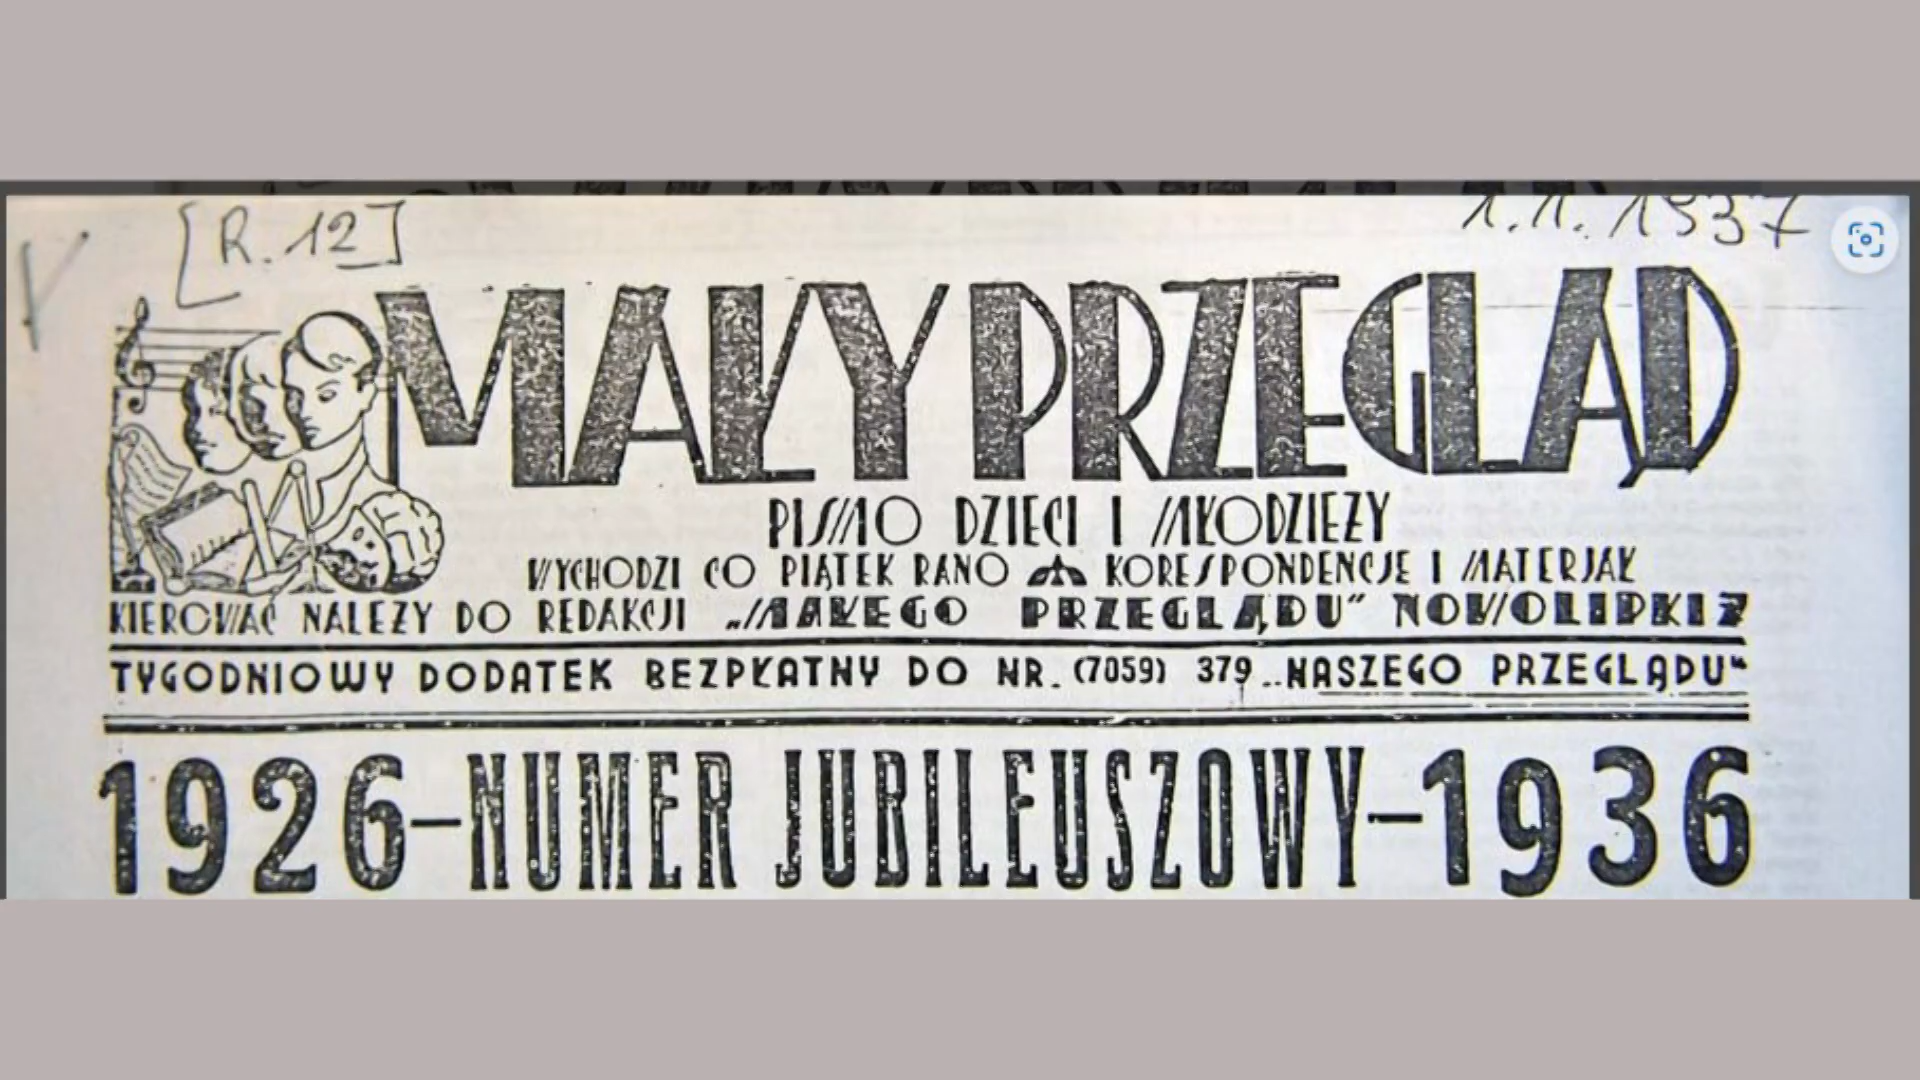 [R.12]
1.1.1937
MAŁY PRZEGLĄD
PISMO DZIECI I MŁODZIEŻY
WYCHODZI CO PIĄTEK RANO KORESPONDENCJE I MATERJAŁ
KIEROWAĆ NALEŻY DO REDAKCJI „MAŁEGO PRZEGLĄDU" NOWOLIPKI 7
TYGODNIOWY DODATEK BEZPŁATNY DO NR. (7059) 379 „NASZEGO PRZEGLĄDU"
1926–NUMER JUBILEUSZOWY–1936